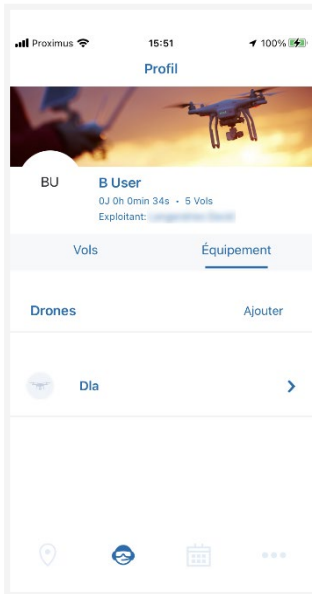 Proximus 15:51 100%
Profil
BU
B User
0J 0h 0min 34s • 5 Vols
Exploitant:
Vols Équipement
Drones Ajouter
Dla